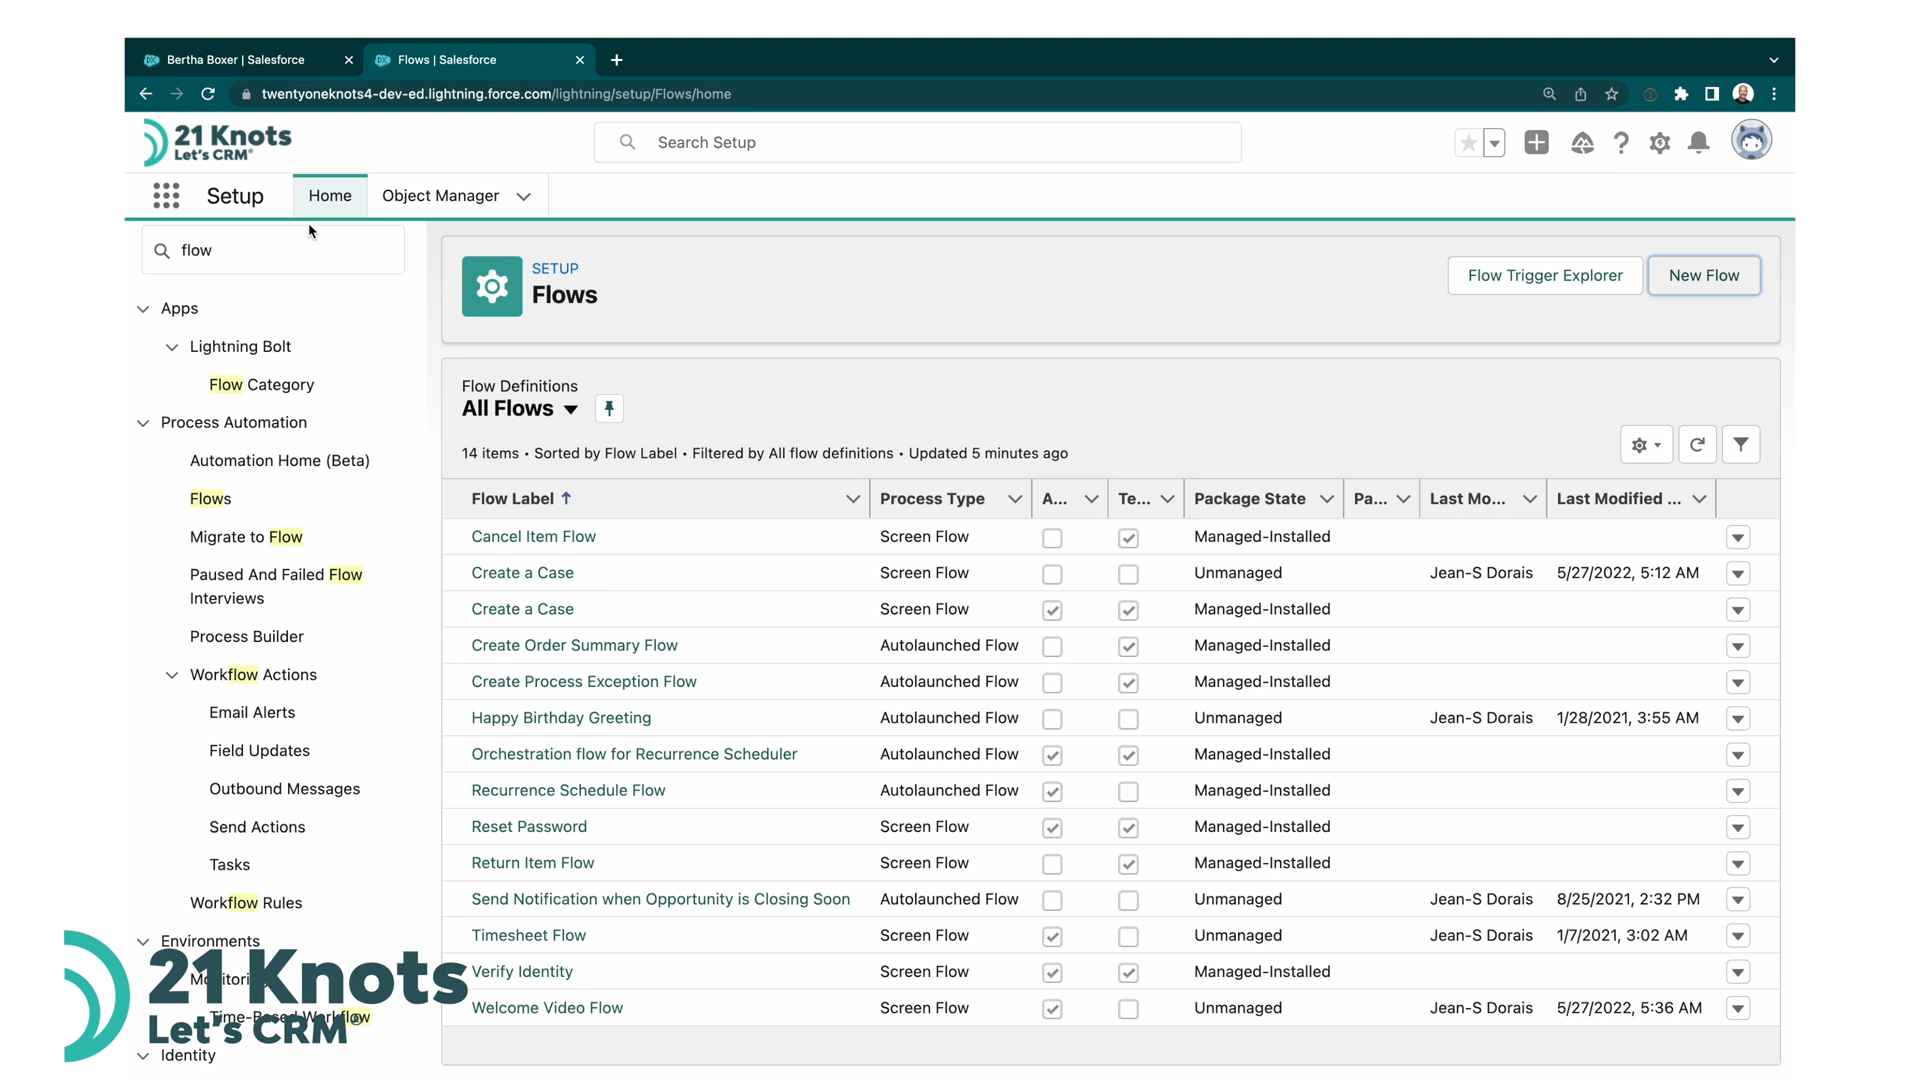 Bertha Boxer | Salesforce
Flows | Salesforce
twentyoneknots4-dev-ed.lightning.force.com/lightning/setup/Flows/home
21 Knots
Let's CRM®
Search Setup
Setup
Home
Object Manager
flow
SETUP
Flows
Flow Trigger Explorer
New Flow
Apps
Lightning Bolt
Flow Category
Process Automation
Automation Home (Beta)
Flows
Migrate to Flow
Paused And Failed Flow
Interviews
Process Builder
Workflow Actions
Email Alerts
Field Updates
Outbound Messages
Send Actions
Tasks
Workflow Rules
Environments
Time-Based Workflow
Identity
Flow Definitions
All Flows
14 items • Sorted by Flow Label • Filtered by All flow definitions • Updated 5 minutes ago
Flow Label Process Type A... Te... Package State Pa... Last Mo... Last Modified ...
Cancel Item Flow Screen Flow Managed-Installed
Create a Case Screen Flow Unmanaged Jean-S Dorais 5/27/2022, 5:12 AM
Create a Case Screen Flow Managed-Installed
Create Order Summary Flow Autolaunched Flow Managed-Installed
Create Process Exception Flow Autolaunched Flow Managed-Installed
Happy Birthday Greeting Autolaunched Flow Unmanaged Jean-S Dorais 1/28/2021, 3:55 AM
Orchestration flow for Recurrence Scheduler Autolaunched Flow Managed-Installed
Recurrence Schedule Flow Autolaunched Flow Managed-Installed
Reset Password Screen Flow Managed-Installed
Return Item Flow Screen Flow Managed-Installed
Send Notification when Opportunity is Closing Soon Autolaunched Flow Unmanaged Jean-S Dorais 8/25/2021, 2:32 PM
Timesheet Flow Screen Flow Unmanaged Jean-S Dorais 1/7/2021, 3:02 AM
Verify Identity Screen Flow Managed-Installed
Welcome Video Flow Screen Flow Unmanaged Jean-S Dorais 5/27/2022, 5:36 AM
21 Knots
Let's CRM®